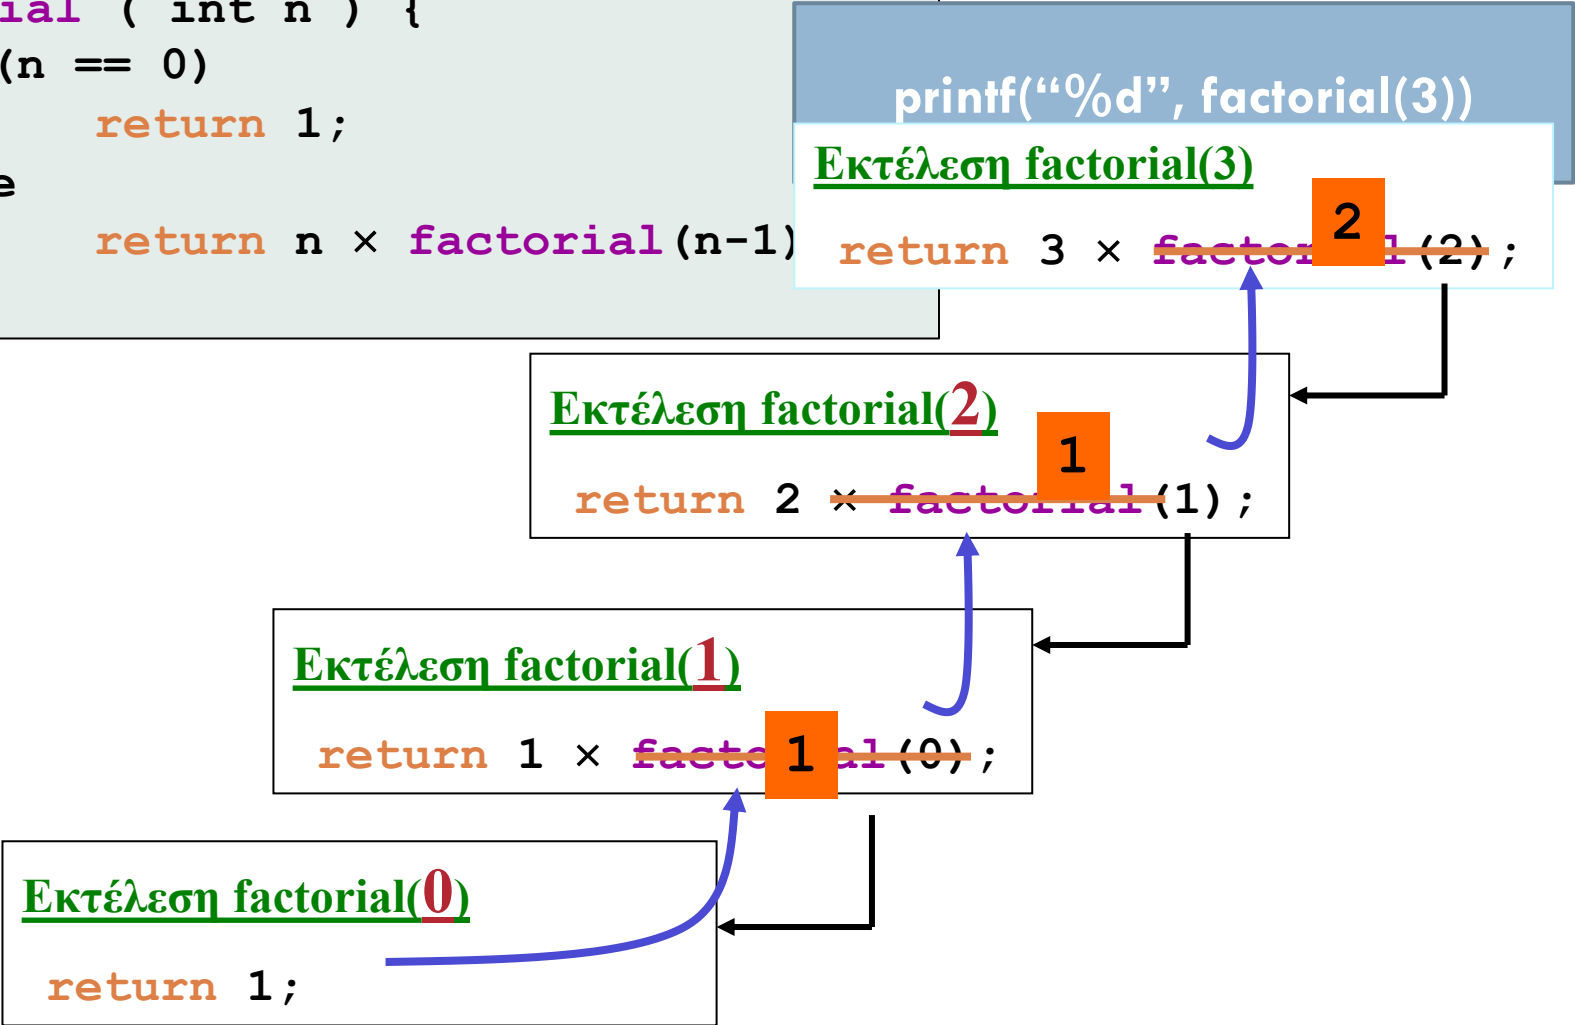 ial ( int n ) {
(n == 0)
return 1;
e
return n × factorial(n-1)
printf(“%d”, factorial(3))
Εκτέλεση factorial(3)
2
return 3 × factorial(2);
Εκτέλεση factorial(2)
1
return 2 × factorial(1);
Εκτέλεση factorial(1)
return 1 × factorial(0);
1
Εκτέλεση factorial(0)
return 1;